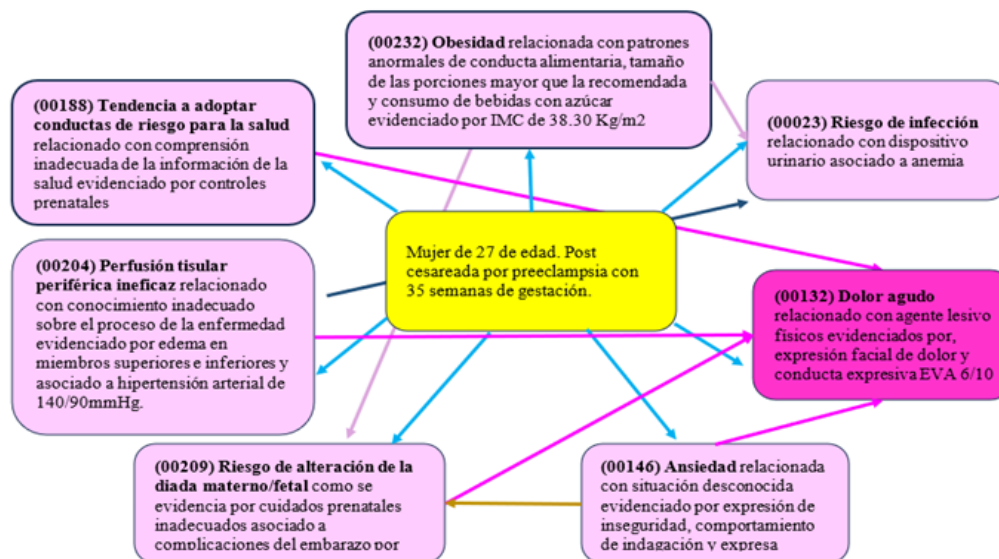 (00232) Obesidad relacionada con patrones
anormales de conducta alimentaria, tamaño
de las porciones mayor que la recomendada
y consumo de bebidas con azúcar
evidenciado por IMC de 38.30 Kg/m2
(00188) Tendencia a adoptar
conductas de riesgo para la salud
relacionado con comprensión
inadecuada de la información de la
salud evidenciado por controles
prenatales
(00023) Riesgo de infección
relacionado con dispositivo
urinario asociado a anemia
Mujer de 27 de edad. Post
cesareada por preeclampsia con
35 semanas de gestación.
(00204) Perfusión tisular
periférica ineficaz relacionado
con conocimiento inadecuado
sobre el proceso de la enfermedad
evidenciado por edema en
miembros superiores e inferiores y
asociado a hipertensión arterial de
140/90mmHg.
(00132) Dolor agudo
relacionado con agente lesivo
físicos evidenciados por, 
expresión facial de dolor y
conducta expresiva EVA 6/10
(00209) Riesgo de alteración de la
diada materno/fetal como se
evidencia por cuidados prenatales
inadecuados asociado a
complicaciones del embarazo por
(00146) Ansiedad relacionada
con situación desconocida
evidenciado por expresión de
inseguridad, comportamiento
de indagación y expresa